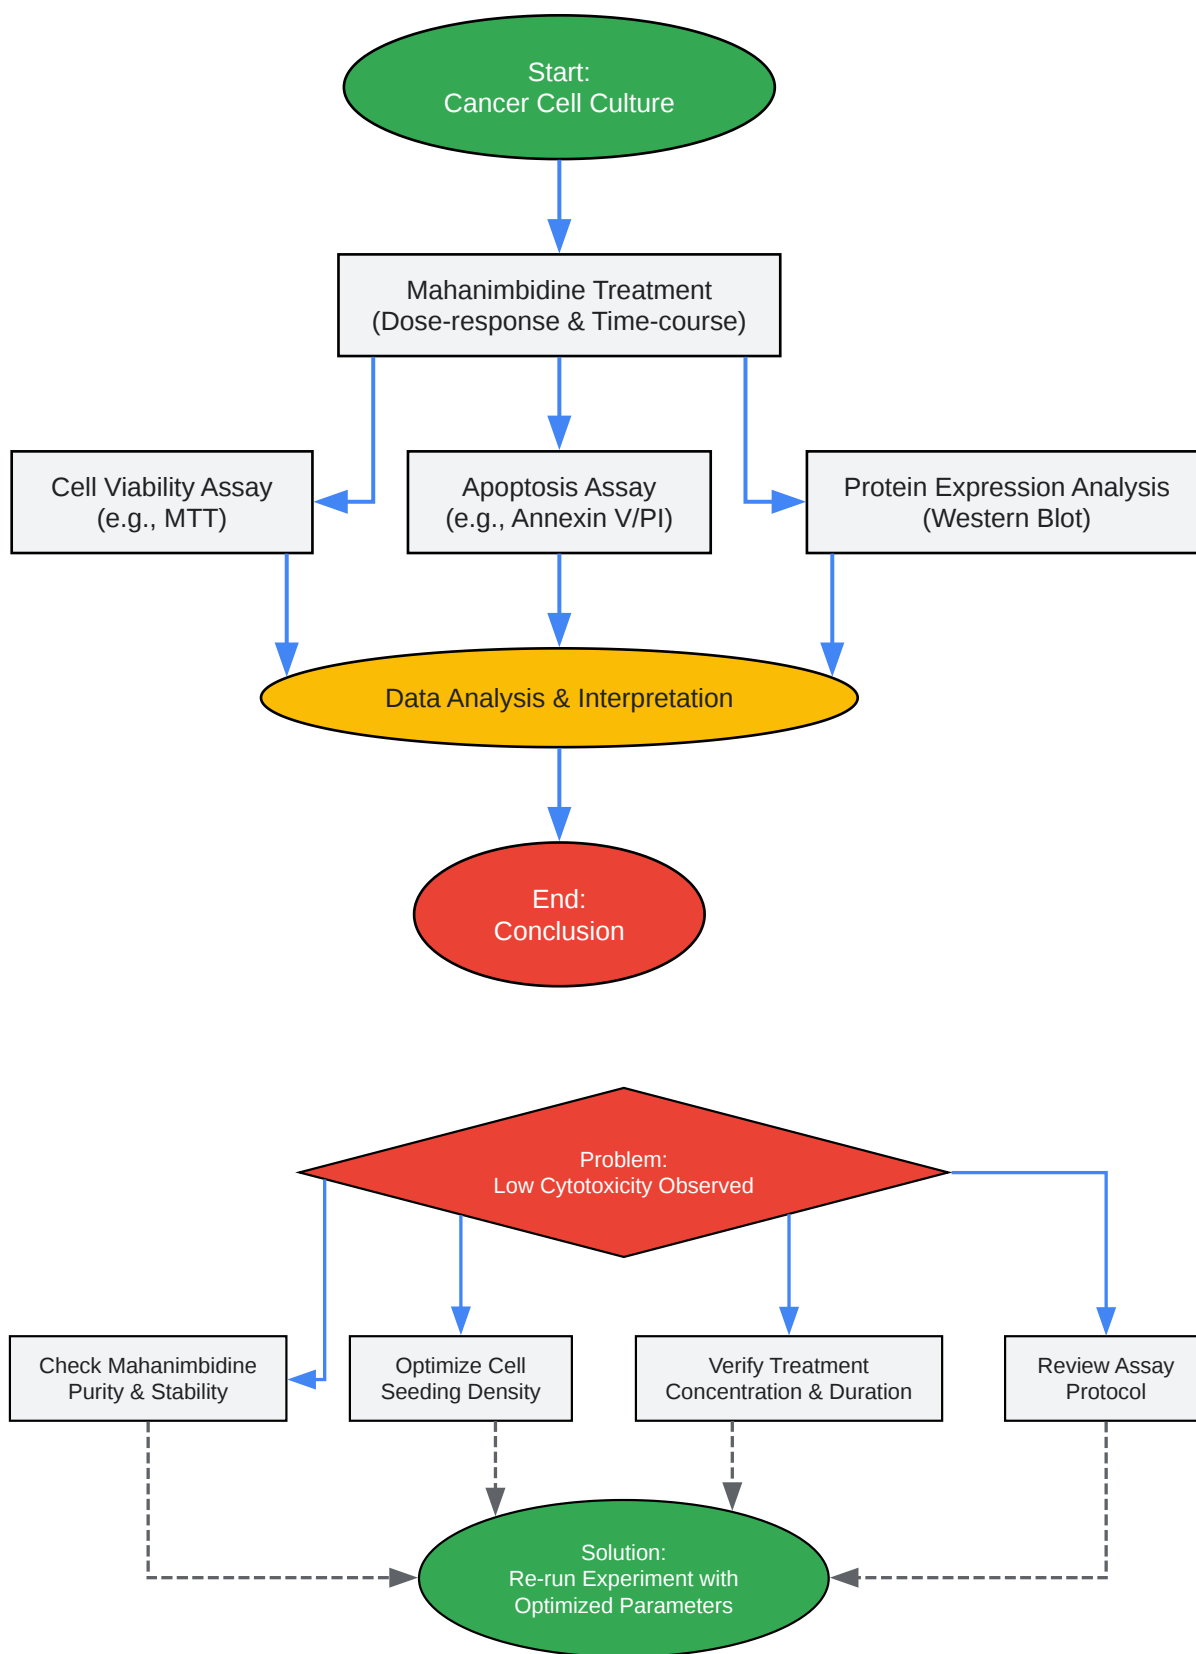 Start:
Cancer Cell Culture
Mahanimbidine Treatment
(Dose-response & Time-course)
Cell Viability Assay
(e.g., MTT)
Apoptosis Assay
(e.g., Annexin V/PI)
Protein Expression Analysis
(Western Blot)
Data Analysis & Interpretation
End:
Conclusion
Problem:
Low Cytotoxicity Observed
Check Mahanimbidine
Purity & Stability
Optimize Cell
Seeding Density
Verify Treatment
Concentration & Duration
Review Assay
Protocol
Solution:
Re-run Experiment with
Optimized Parameters